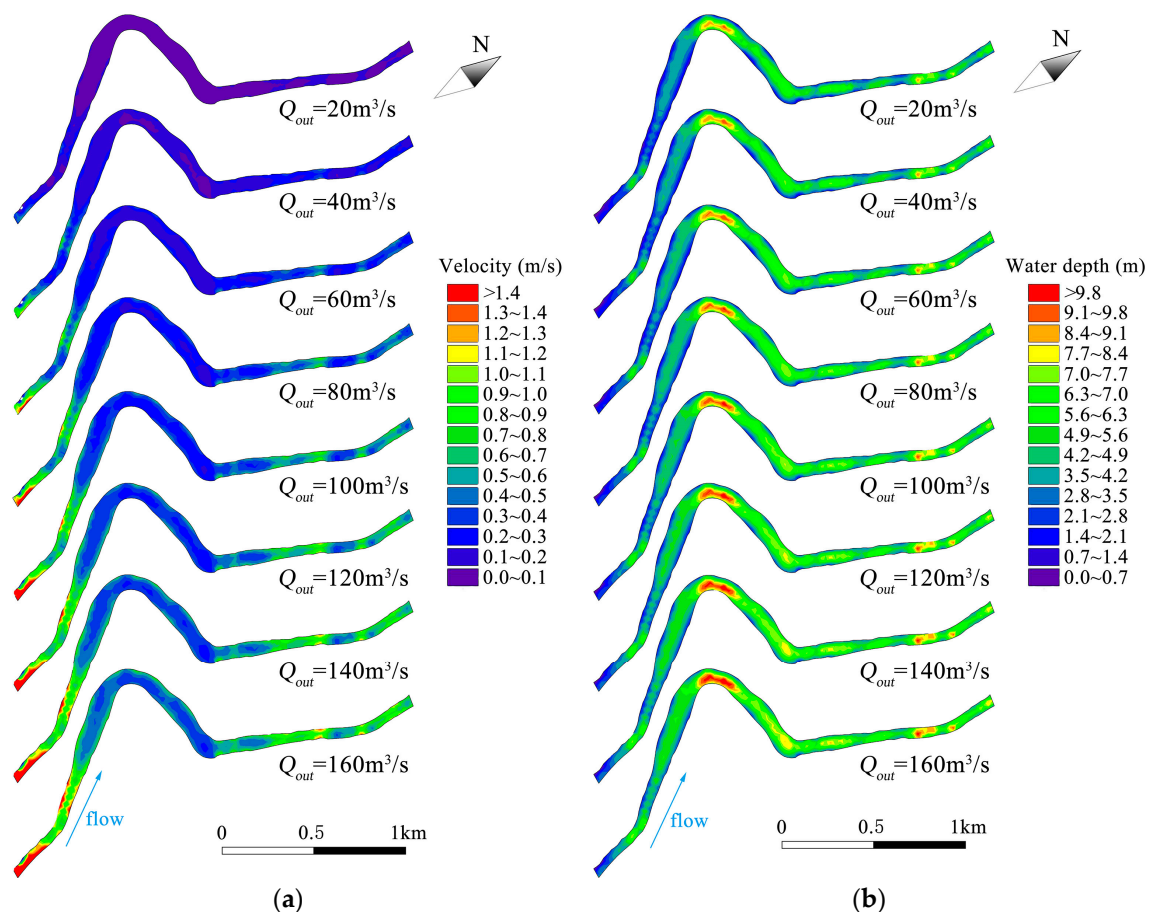 N
Q_out=20m³/s
Q_out=40m³/s
Q_out=60m³/s
Q_out=80m³/s
Q_out=100m³/s
Q_out=120m³/s
Q_out=140m³/s
Q_out=160m³/s
Velocity (m/s)
>1.4
1.3~1.4
1.2~1.3
1.1~1.2
1.0~1.1
0.9~1.0
0.8~0.9
0.7~0.8
0.6~0.7
0.5~0.6
0.4~0.5
0.3~0.4
0.2~0.3
0.1~0.2
0.0~0.1
flow
0 0.5 1km
(a)
N
Q_out=20m³/s
Q_out=40m³/s
Q_out=60m³/s
Q_out=80m³/s
Q_out=100m³/s
Q_out=120m³/s
Q_out=140m³/s
Q_out=160m³/s
Water depth (m)
>9.8
9.1~9.8
8.4~9.1
7.7~8.4
7.0~7.7
6.3~7.0
5.6~6.3
4.9~5.6
4.2~4.9
3.5~4.2
2.8~3.5
2.1~2.8
1.4~2.1
0.7~1.4
0.0~0.7
flow
0 0.5 1km
(b)